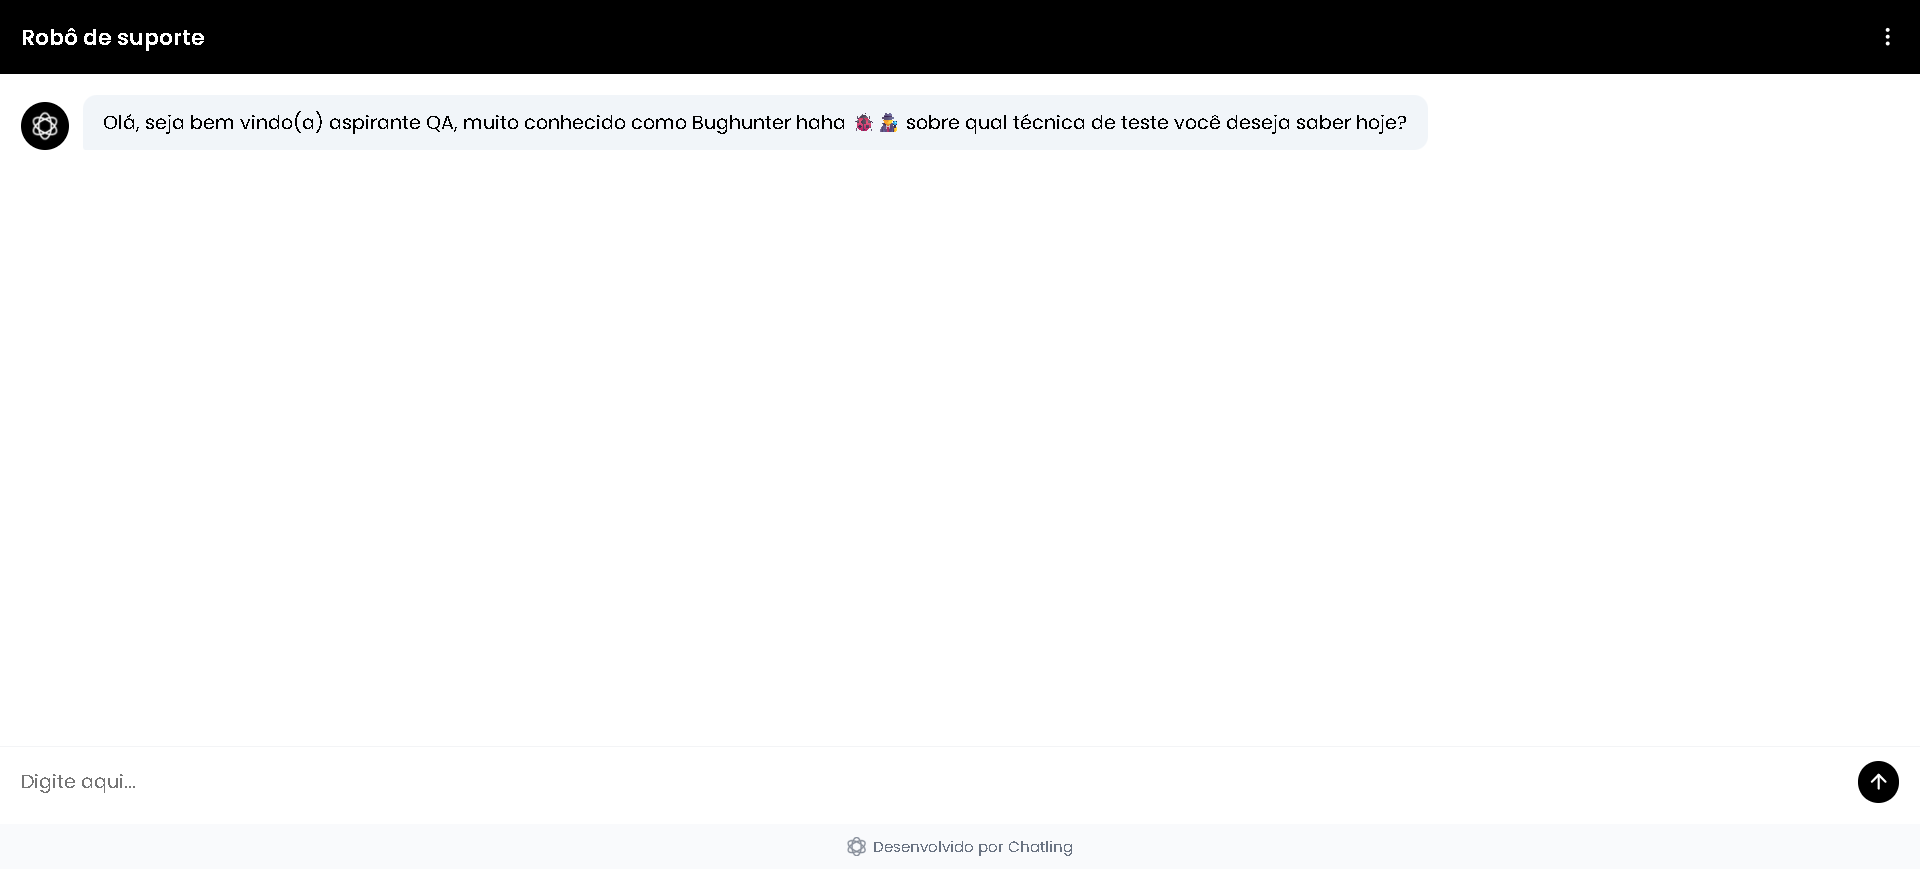 Robô de suporte
Olá, seja bem vindo(a) aspirante QA, muito conhecido como Bughunter haha 🐞 🕵️ sobre qual técnica de teste você deseja saber hoje?
Digite aqui...
Desenvolvido por Chatling